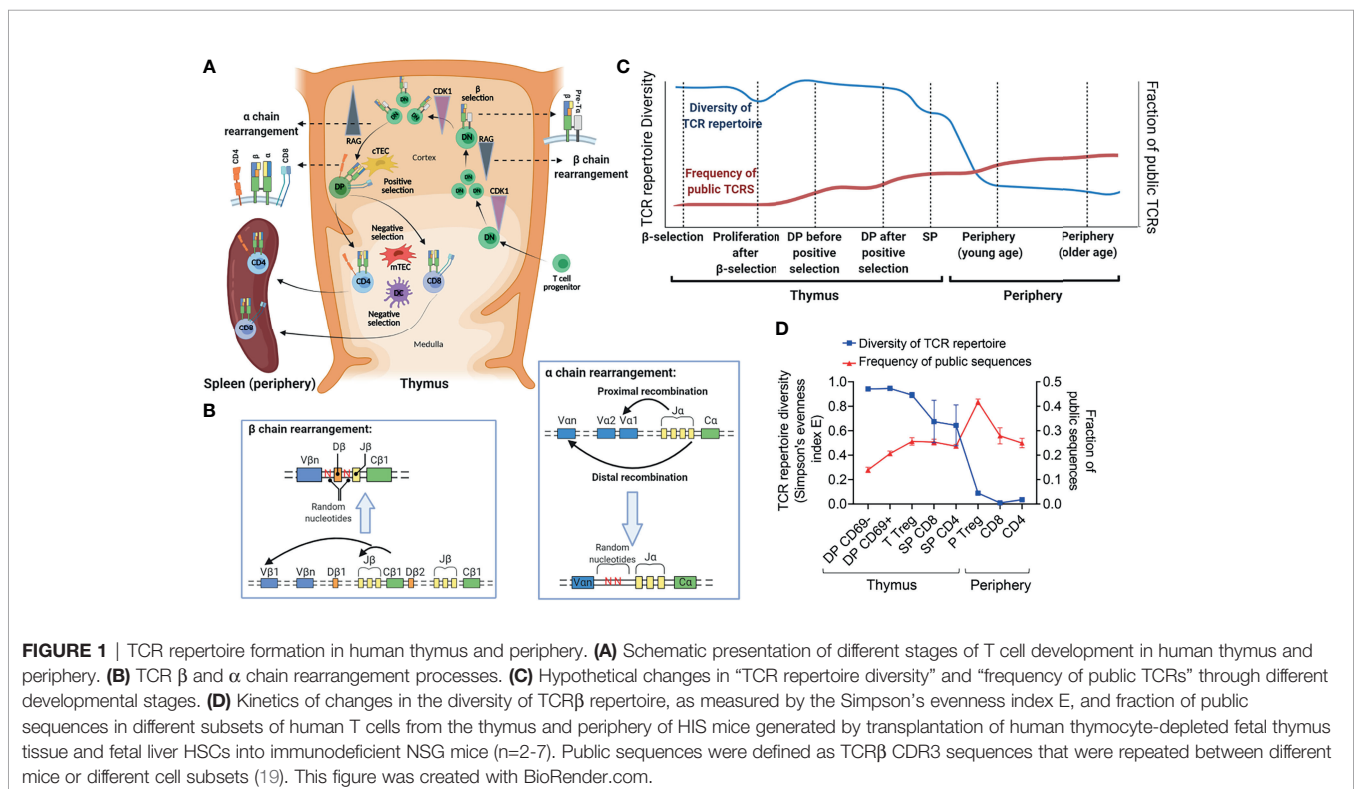 A
CDK1
β
selection
DN
DN
DN
DN
RAG
α chain
rearrangement
CD4
β
α
CD8
cTEC
Cortex
DP
Positive
selection
β
Pre-Tα
DN
RAG
β chain
rearrangement
DN
DN
DN
CDK1
DN
T cell
progenitor
Negative
selection
mTEC
CD4
CD8
DC
Negative
selection
Medulla
CD4
CD8
Spleen (periphery)
Thymus
B
β chain rearrangement:
Dβ
Jβ
Vβn
N
N
Cβ1
Random
nucleotides
Jβ
Jβ
Vβ1
Vβn
Dβ1
Cβ1
Dβ2
Cβ1
α chain rearrangement:
Proximal recombination
Jα
Vαn
Vα2
Vα1
Cα
Distal recombination
Random
nucleotides
Jα
Vαn
N N
Cα
C
TCR repertoire Diversity
Diversity of
TCR repertoire
Frequency of
public TCRS
Fraction of public TCRs
β-selection
Proliferation
after
β-selection
DP before
positive
selection
DP after
positive
selection
SP
Periphery
(young age)
Periphery
(older age)
Thymus
Periphery
D
Diversity of TCR repertoire
Frequency of public sequences
TCR repertoire diversity
(Simpson's evenness
index E)
1.0
0.8
0.6
0.4
0.2
0.0
0.5
0.4
0.3
0.2
0.1
0.0
Fraction of
public sequences
DP CD69-
DP CD69+
T Treg
SP CD8
SP CD4
P Treg
CD8
CD4
Thymus
Periphery
FIGURE 1 | TCR repertoire formation in human thymus and periphery. (A) Schematic presentation of different stages of T cell development in human thymus and
periphery. (B) TCR β and α chain rearrangement processes. (C) Hypothetical changes in “TCR repertoire diversity” and “frequency of public TCRs” through different
developmental stages. (D) Kinetics of changes in the diversity of TCRβ repertoire, as measured by the Simpson’s evenness index E, and fraction of public
sequences in different subsets of human T cells from the thymus and periphery of HIS mice generated by transplantation of human thymocyte-depleted fetal thymus
tissue and fetal liver HSCs into immunodeficient NSG mice (n=2-7). Public sequences were defined as TCRβ CDR3 sequences that were repeated between different
mice or different cell subsets (19). This figure was created with BioRender.com.